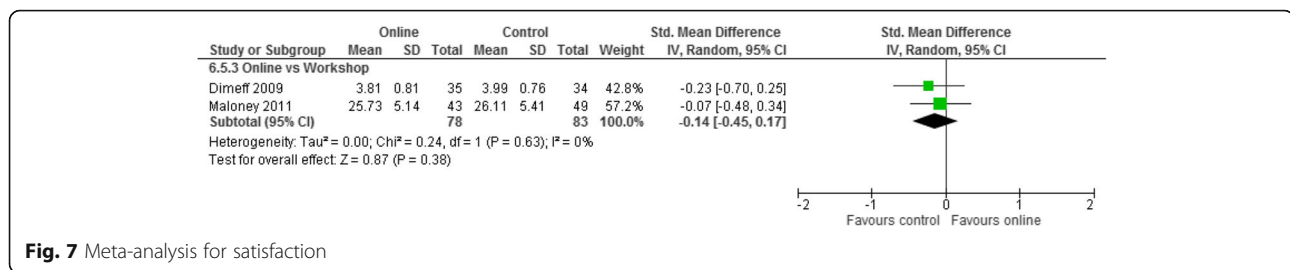 Online Control Std. Mean Difference Std. Mean Difference
Study or Subgroup Mean SD Total Mean SD Total Weight IV, Random, 95% CI IV, Random, 95% CI
6.5.3 Online vs Workshop
Dimeff 2009 3.81 0.81 35 3.99 0.76 34 42.8% -0.23 [-0.70, 0.25]
Maloney 2011 25.73 5.14 43 26.11 5.41 49 57.2% -0.07 [-0.48, 0.34]
Subtotal (95% CI) 78 83 100.0% -0.14 [-0.45, 0.17]
Heterogeneity: Tau² = 0.00; Chi² = 0.24, df = 1 (P = 0.63); I² = 0%
Test for overall effect: Z = 0.87 (P = 0.38)
-2 -1 0 1 2
Favours control Favours online
Fig. 7 Meta-analysis for satisfaction